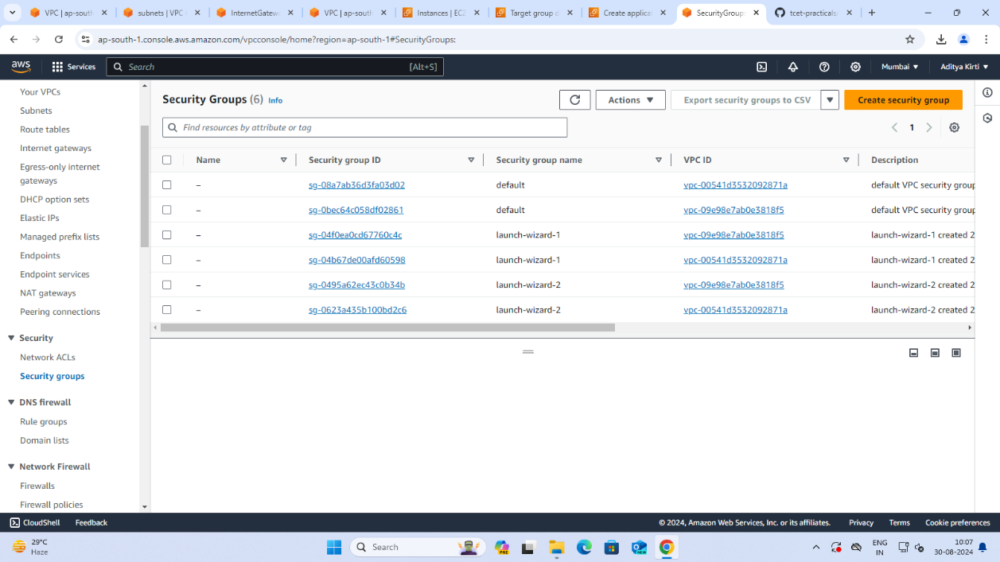 VPC | ap-south
subnets | VPC
InternetGatew
VPC | ap-south
Instances | EC2
Target group d
Create applicat
SecurityGroup
tcet-practicals/
ap-south-1.console.aws.amazon.com/vpcconsole/home?region=ap-south-1#SecurityGroups:
aws
Services
Search
[Alt+S]
Mumbai
Aditya Kirti
Your VPCs
Subnets
Route tables
Internet gateways
Egress-only internet
gateways
DHCP option sets
Elastic IPs
Managed prefix lists
Endpoints
Endpoint services
NAT gateways
Peering connections
Security
Network ACLs
Security groups
DNS firewall
Rule groups
Domain lists
Network Firewall
Firewalls
Firewall policies
Security Groups (6) Info
Actions
Export security groups to CSV
Create security group
Find resources by attribute or tag
1
Name Security group ID Security group name VPC ID Description
– sg-08a7ab36d3fa03d02 default vpc-00541d3532092871a default VPC security group
– sg-0bec64c058df02861 default vpc-09e98e7ab0e3818f5 default VPC security group
– sg-04f0ea0cd67760c4c launch-wizard-1 vpc-09e98e7ab0e3818f5 launch-wizard-1 created 2
– sg-04b67de00afd60598 launch-wizard-1 vpc-00541d3532092871a launch-wizard-1 created 2
– sg-0495a62ec43c0b34b launch-wizard-2 vpc-09e98e7ab0e3818f5 launch-wizard-2 created 2
– sg-0623a435b100bd2c6 launch-wizard-2 vpc-00541d3532092871a launch-wizard-2 created 2
CloudShell
Feedback
© 2024, Amazon Web Services, Inc. or its affiliates.
Privacy
Terms
Cookie preferences
29°C
Haze
Search
PRE
NEW
ENG
IN
10:07
30-08-2024